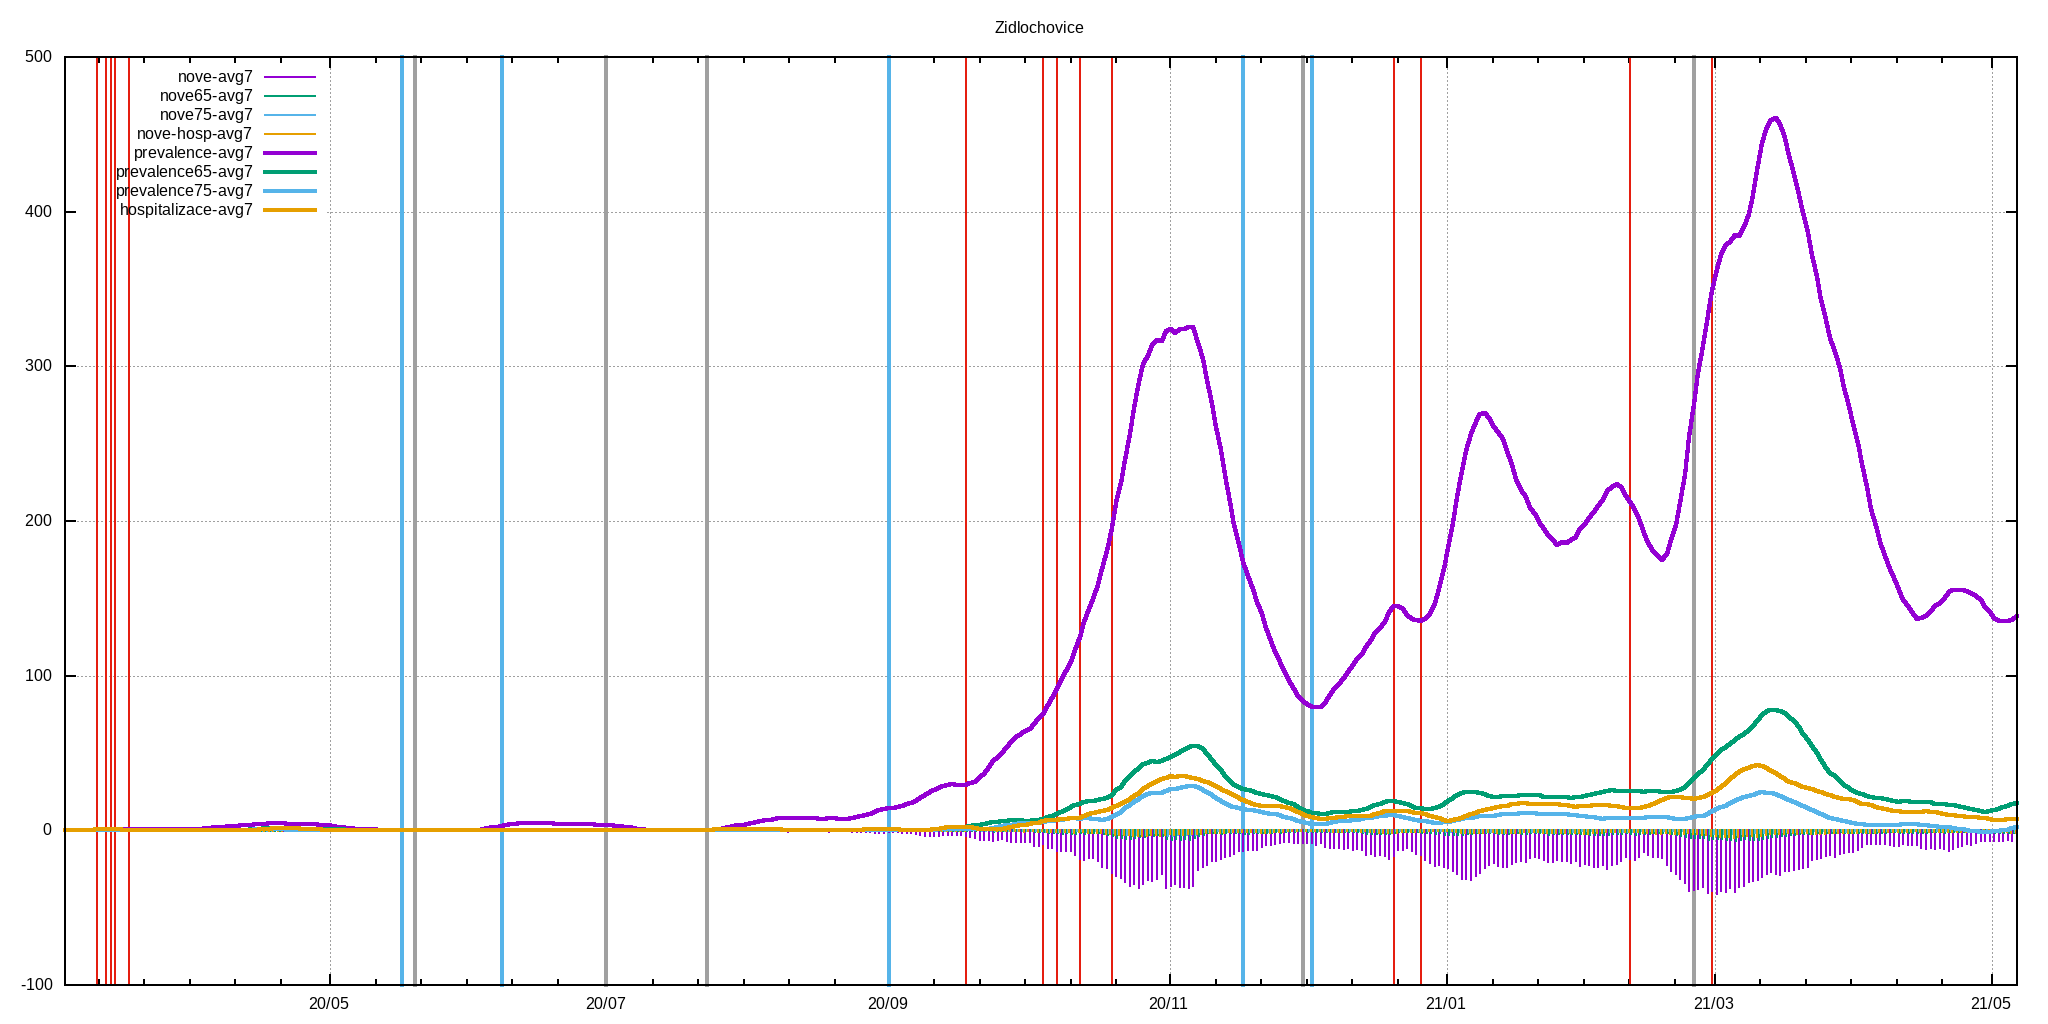 Zidlochovice
500
400
300
200
100
0
-100
nove-avg7
nove65-avg7
nove75-avg7
nove-hosp-avg7
prevalence-avg7
prevalence65-avg7
prevalence75-avg7
hospitalizace-avg7
20/05
20/07
20/09
20/11
21/01
21/03
21/05